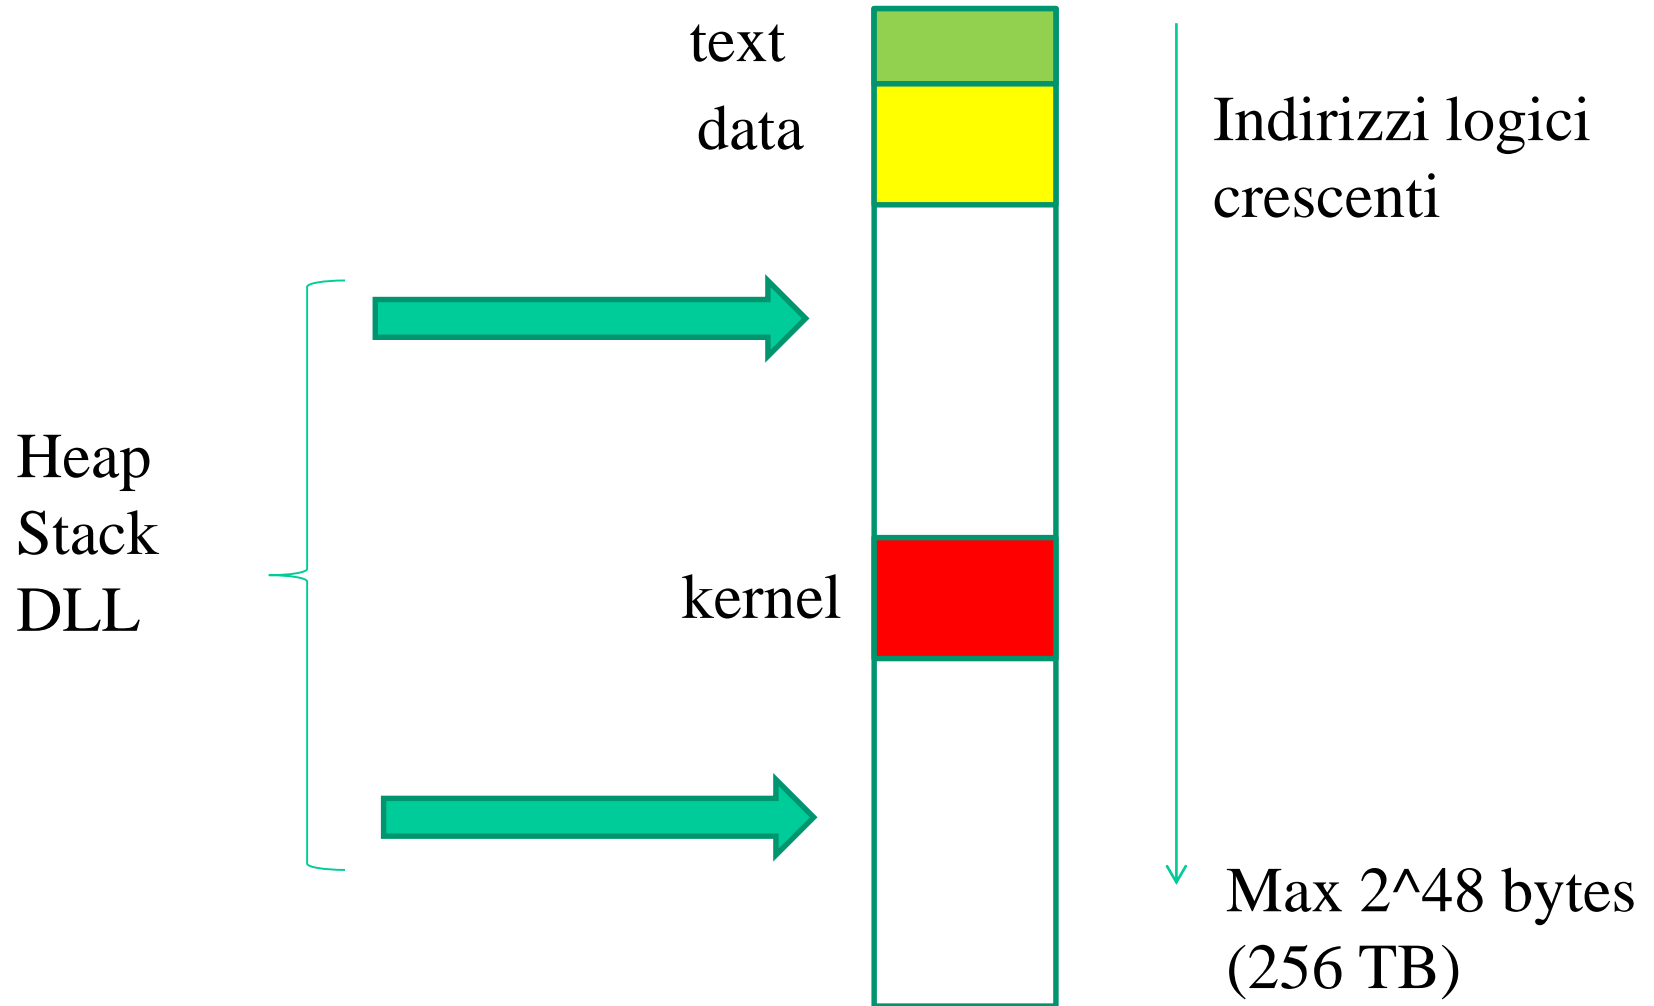 text
data
Indirizzi logici
crescenti
Heap
Stack
DLL
kernel
Max 2^48 bytes
(256 TB)